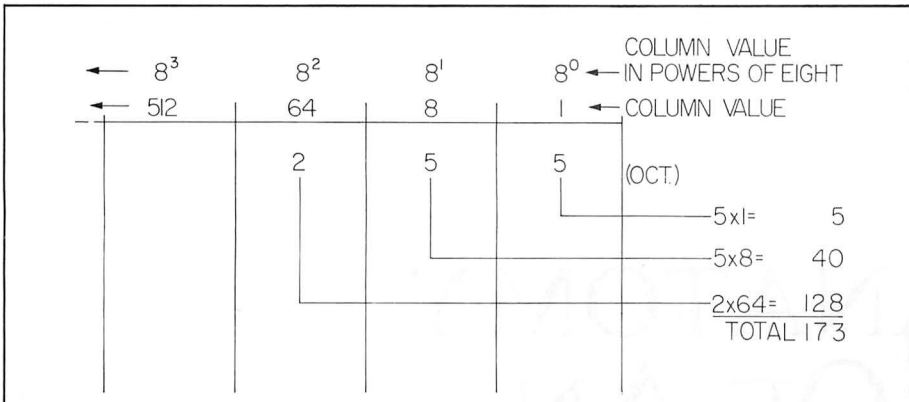 COLUMN VALUE
← 8³ 8² 8¹ 8⁰ ← IN POWERS OF EIGHT
← 512 64 8 1 ← COLUMN VALUE
2 5 5 (OCT.)
5x1= 5
5x8= 40
2x64= 128
TOTAL 173